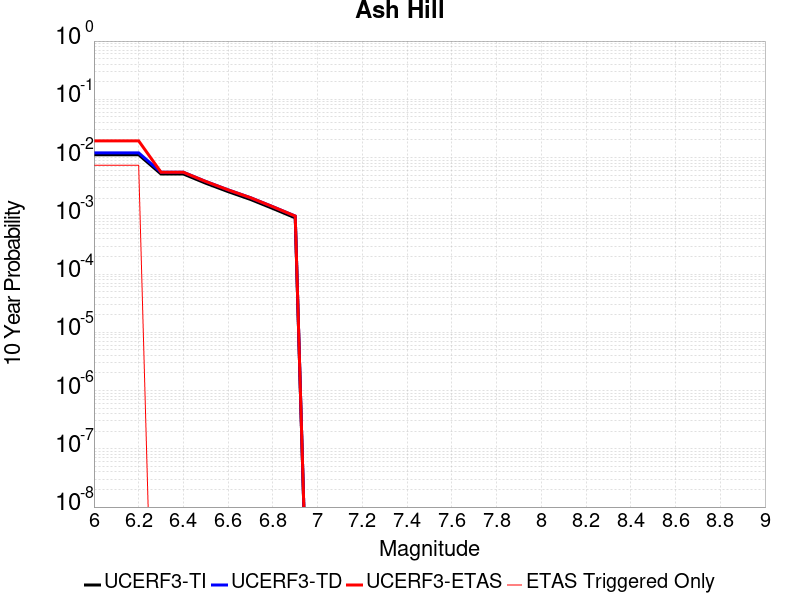 Ash Hill
10^0
10^-1
10^-2
10^-3
10^-4
10^-5
10^-6
10^-7
10^-8
10 Year Probability
6 6.2 6.4 6.6 6.8 7 7.2 7.4 7.6 7.8 8 8.2 8.4 8.6 8.8 9
Magnitude
UCERF3-TI UCERF3-TD UCERF3-ETAS ETAS Triggered Only